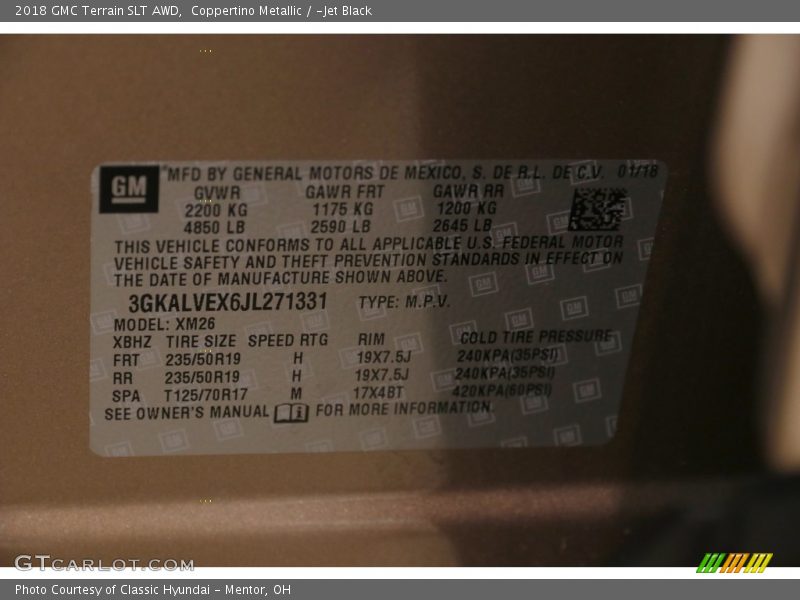 2018 GMC Terrain SLT AWD,  Coppertino Metallic / -Jet Black
GM
MFD BY GENERAL MOTORS DE MEXICO, S. DE R.L. DE C.V. 01/18
GVWR GAWR FRT GAWR RR
2200 KG 1175 KG 1200 KG
4850 LB 2590 LB 2645 LB
THIS VEHICLE CONFORMS TO ALL APPLICABLE U.S. FEDERAL MOTOR
VEHICLE SAFETY AND THEFT PREVENTION STANDARDS IN EFFECT ON
THE DATE OF MANUFACTURE SHOWN ABOVE.
3GKALVEX6JL271331 TYPE: M.P.V.
MODEL: XM26
XBHZ TIRE SIZE SPEED RTG RIM COLD TIRE PRESSURE
FRT 235/50R19 H 19X7.5J 240KPA(35PSI)
RR 235/50R19 H 19X7.5J 240KPA(35PSI)
SPA T125/70R17 M 17X4BT 420KPA(60PSI)
SEE OWNER'S MANUAL FOR MORE INFORMATION.
GTCARLOT.COM
Photo Courtesy of Classic Hyundai - Mentor, OH